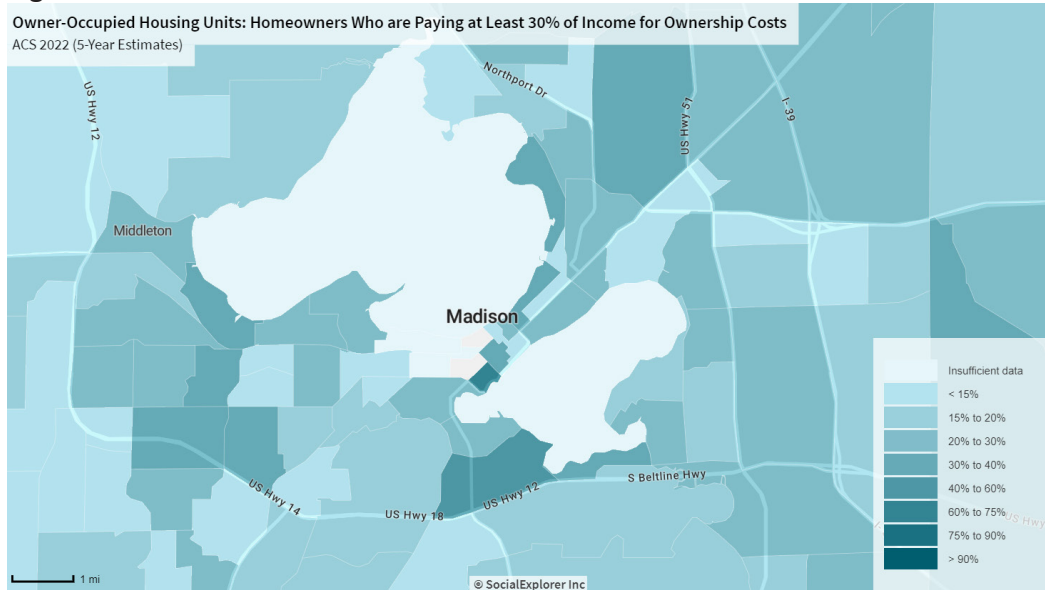 Owner-Occupied Housing Units: Homeowners Who are Paying at Least 30% of Income for Ownership Costs
ACS 2022 (5-Year Estimates)
Northport Dr
US Hwy 12
US Hwy 51
I-39
Middleton
Madison
Insufficient data
< 15%
15% to 20%
20% to 30%
30% to 40%
40% to 60%
60% to 75%
75% to 90%
> 90%
S Beltline Hwy
US Hwy 14
US Hwy 12
US Hwy 18
US Hwy
1 mi
© SocialExplorer Inc